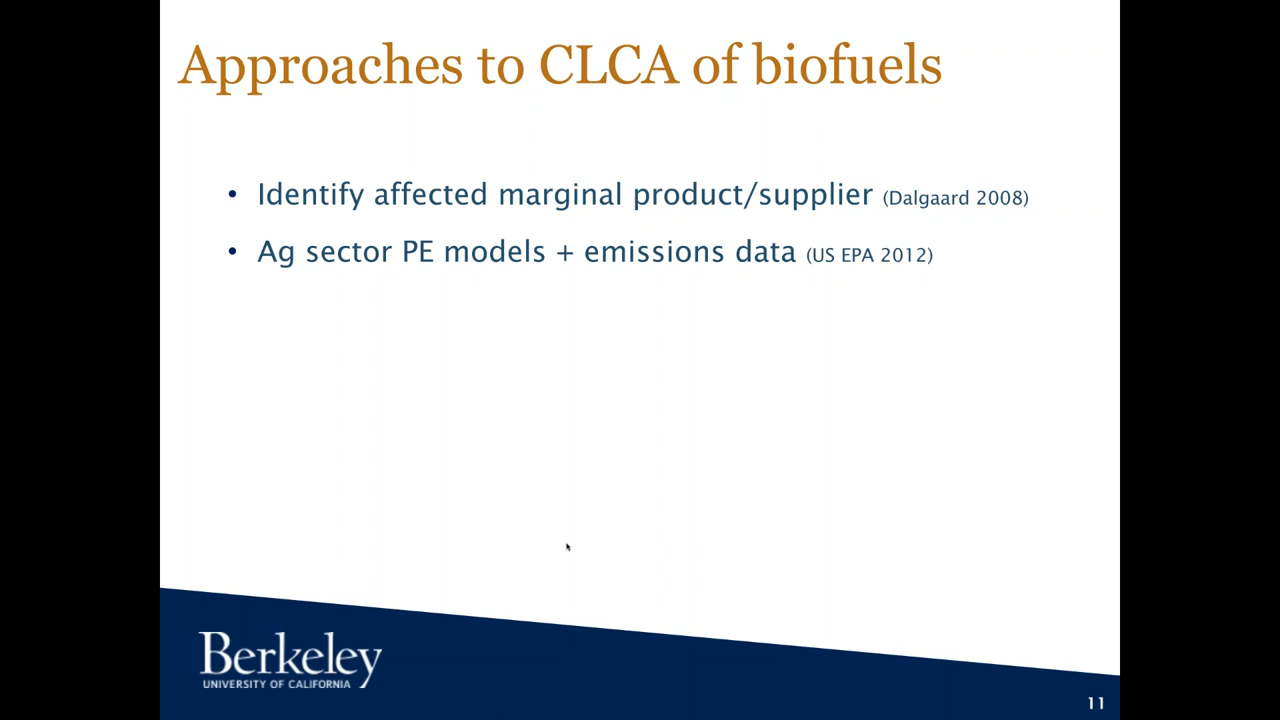 Approaches to CLCA of biofuels
• Identify affected marginal product/supplier (Dalgaard 2008)
• Ag sector PE models + emissions data (US EPA 2012)
Berkeley
UNIVERSITY OF CALIFORNIA
11